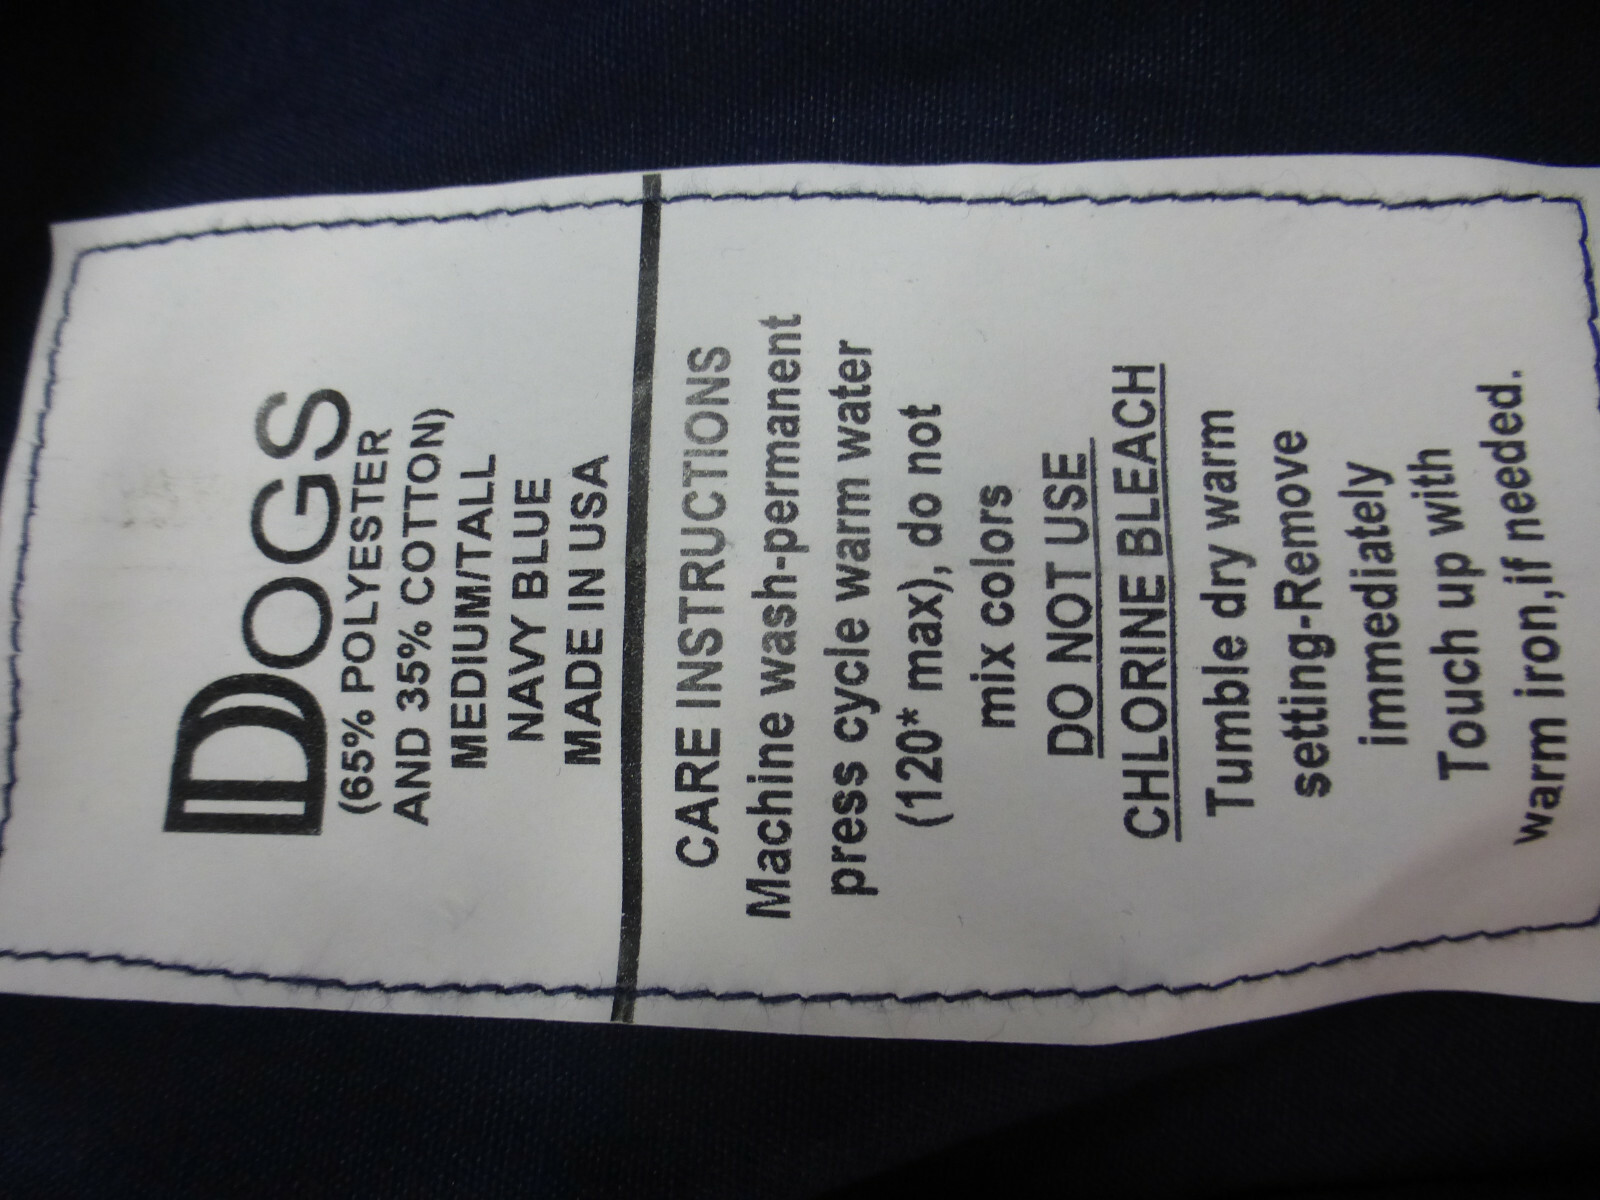 DOGS
(65% POLYESTER
AND 35% COTTON)
MEDIUM/TALL
NAVY BLUE
MADE IN USA
CARE INSTRUCTIONS
Machine wash-permanent
press cycle warm water
(120* max), do not
mix colors
DO NOT USE
CHLORINE BLEACH
Tumble dry warm
setting-Remove
immediately
Touch up with
warm iron,if needed.